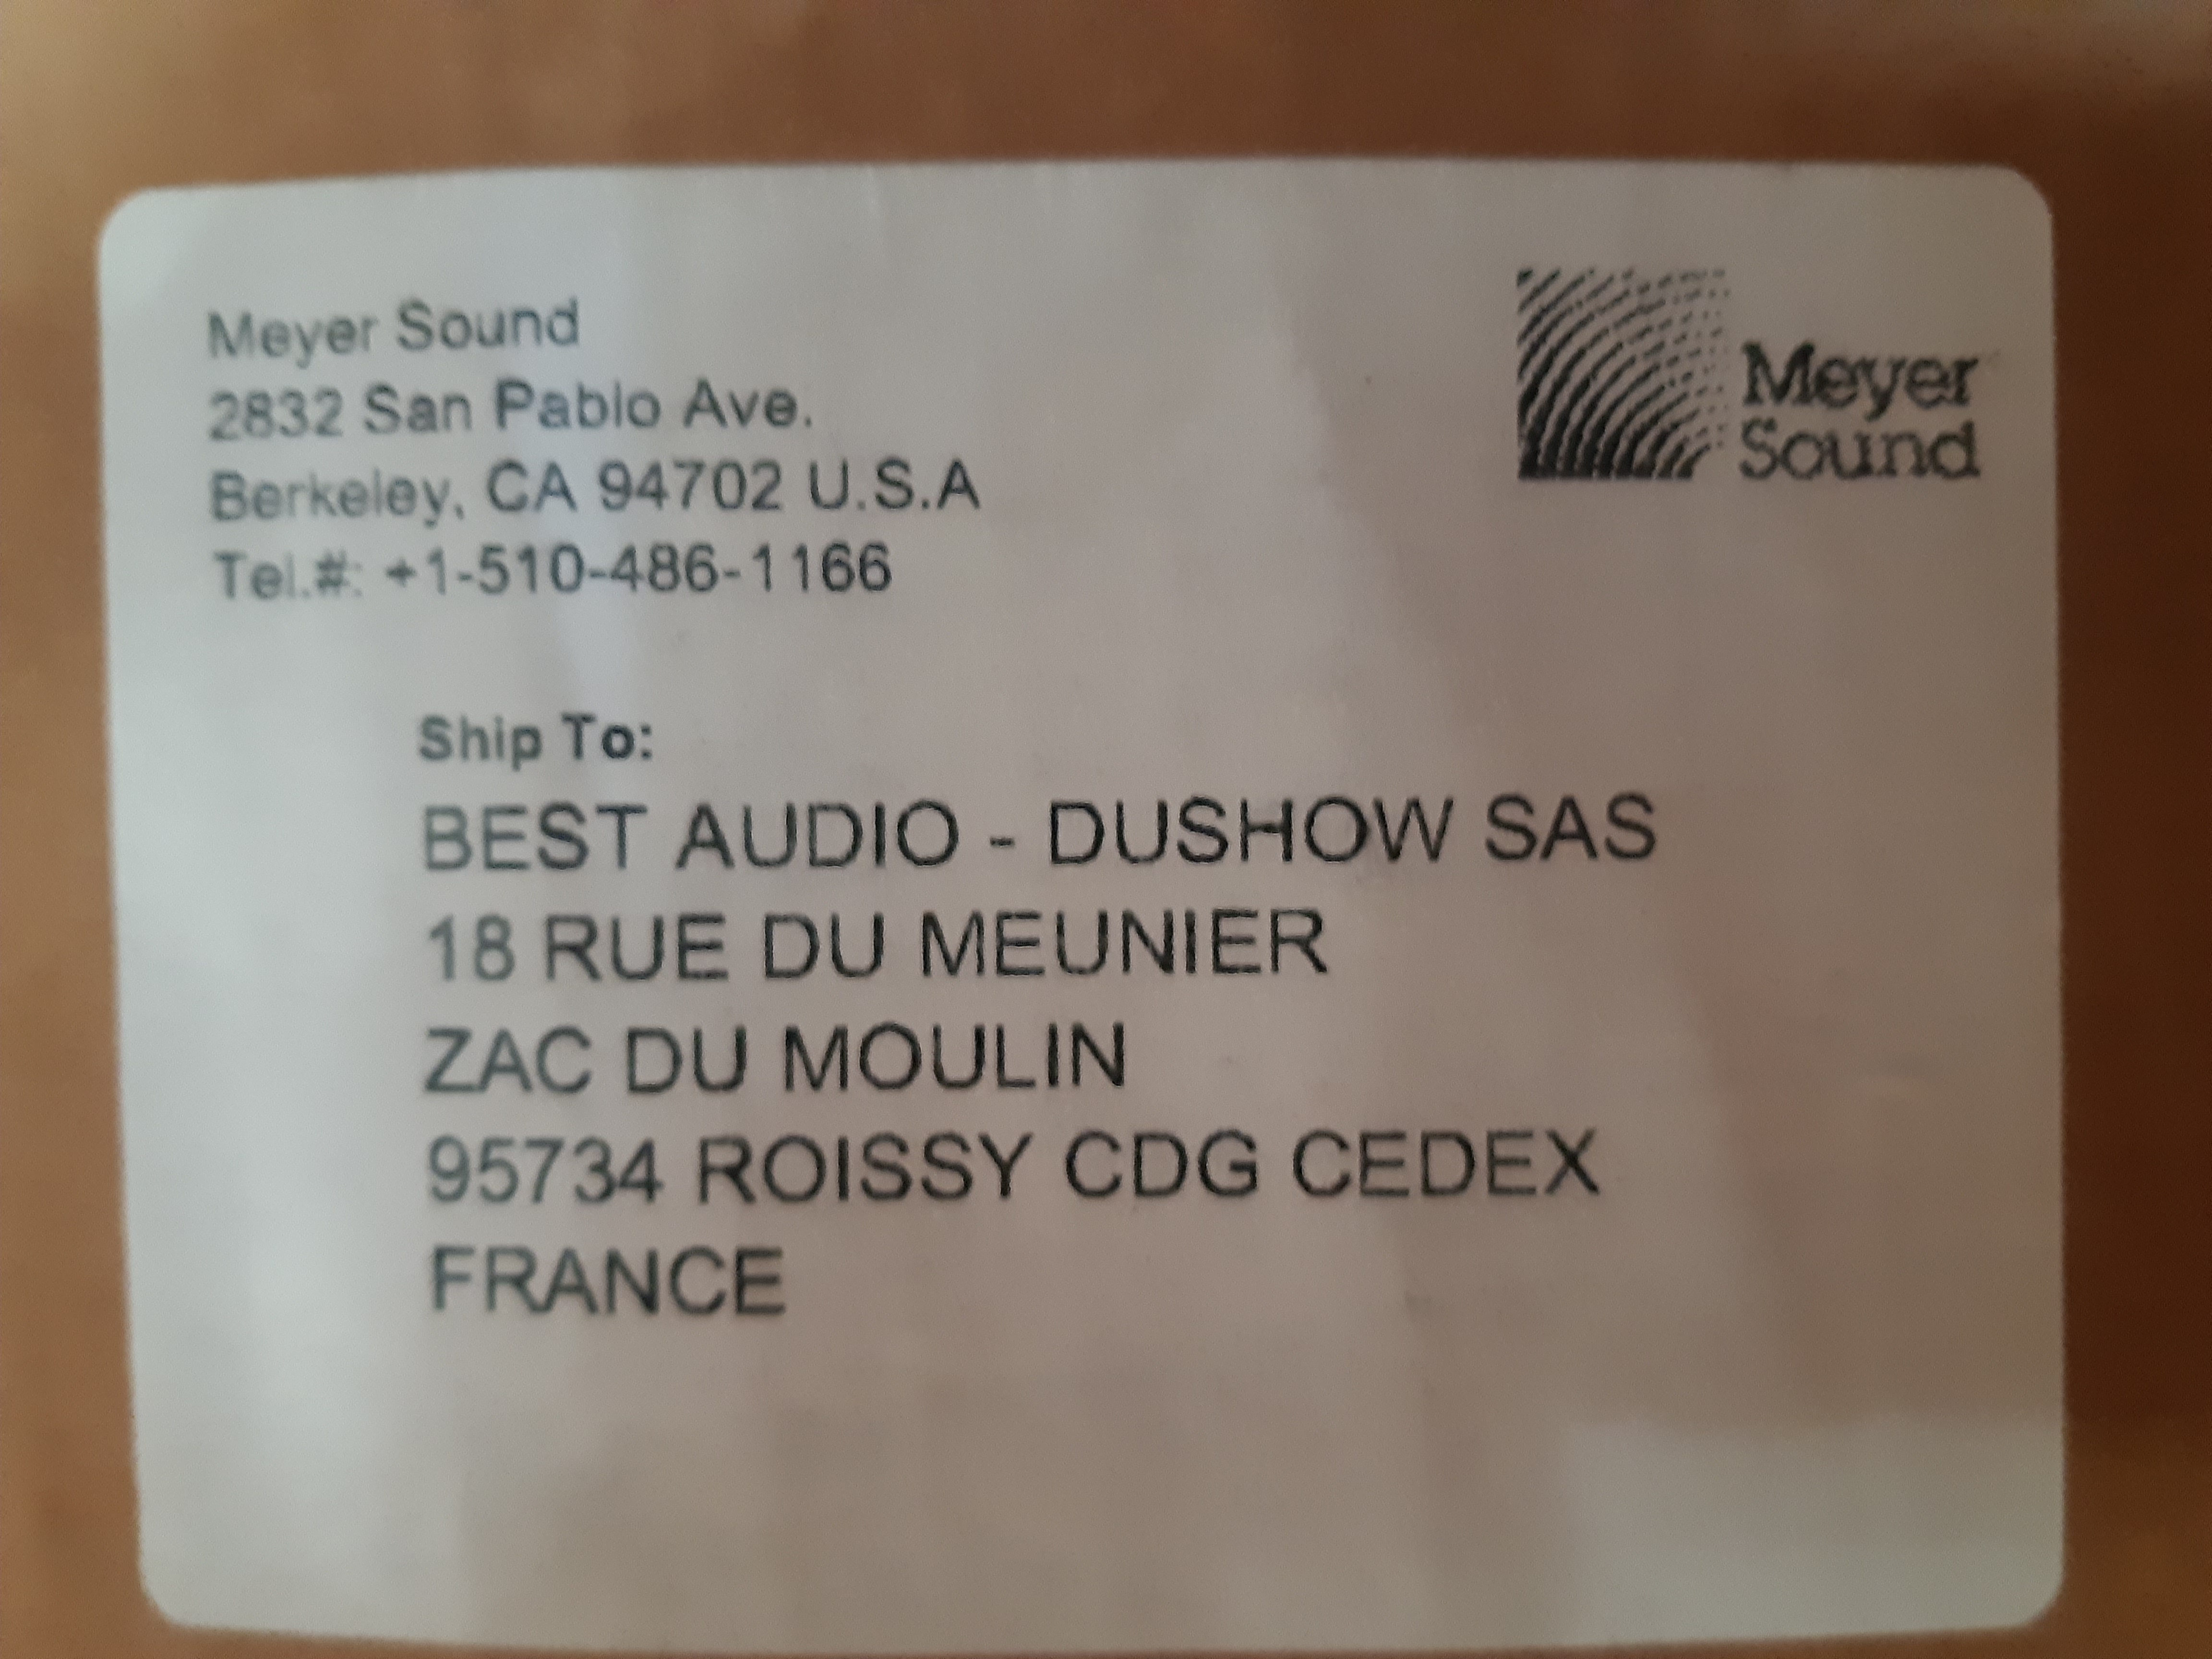 Meyer Sound
2832 San Pablo Ave.
Berkeley, CA 94702 U.S.A
Tel.#: +1-510-486-1166
Meyer
Sound
Ship To:
BEST AUDIO - DUSHOW SAS
18 RUE DU MEUNIER
ZAC DU MOULIN
95734 ROISSY CDG CEDEX
FRANCE